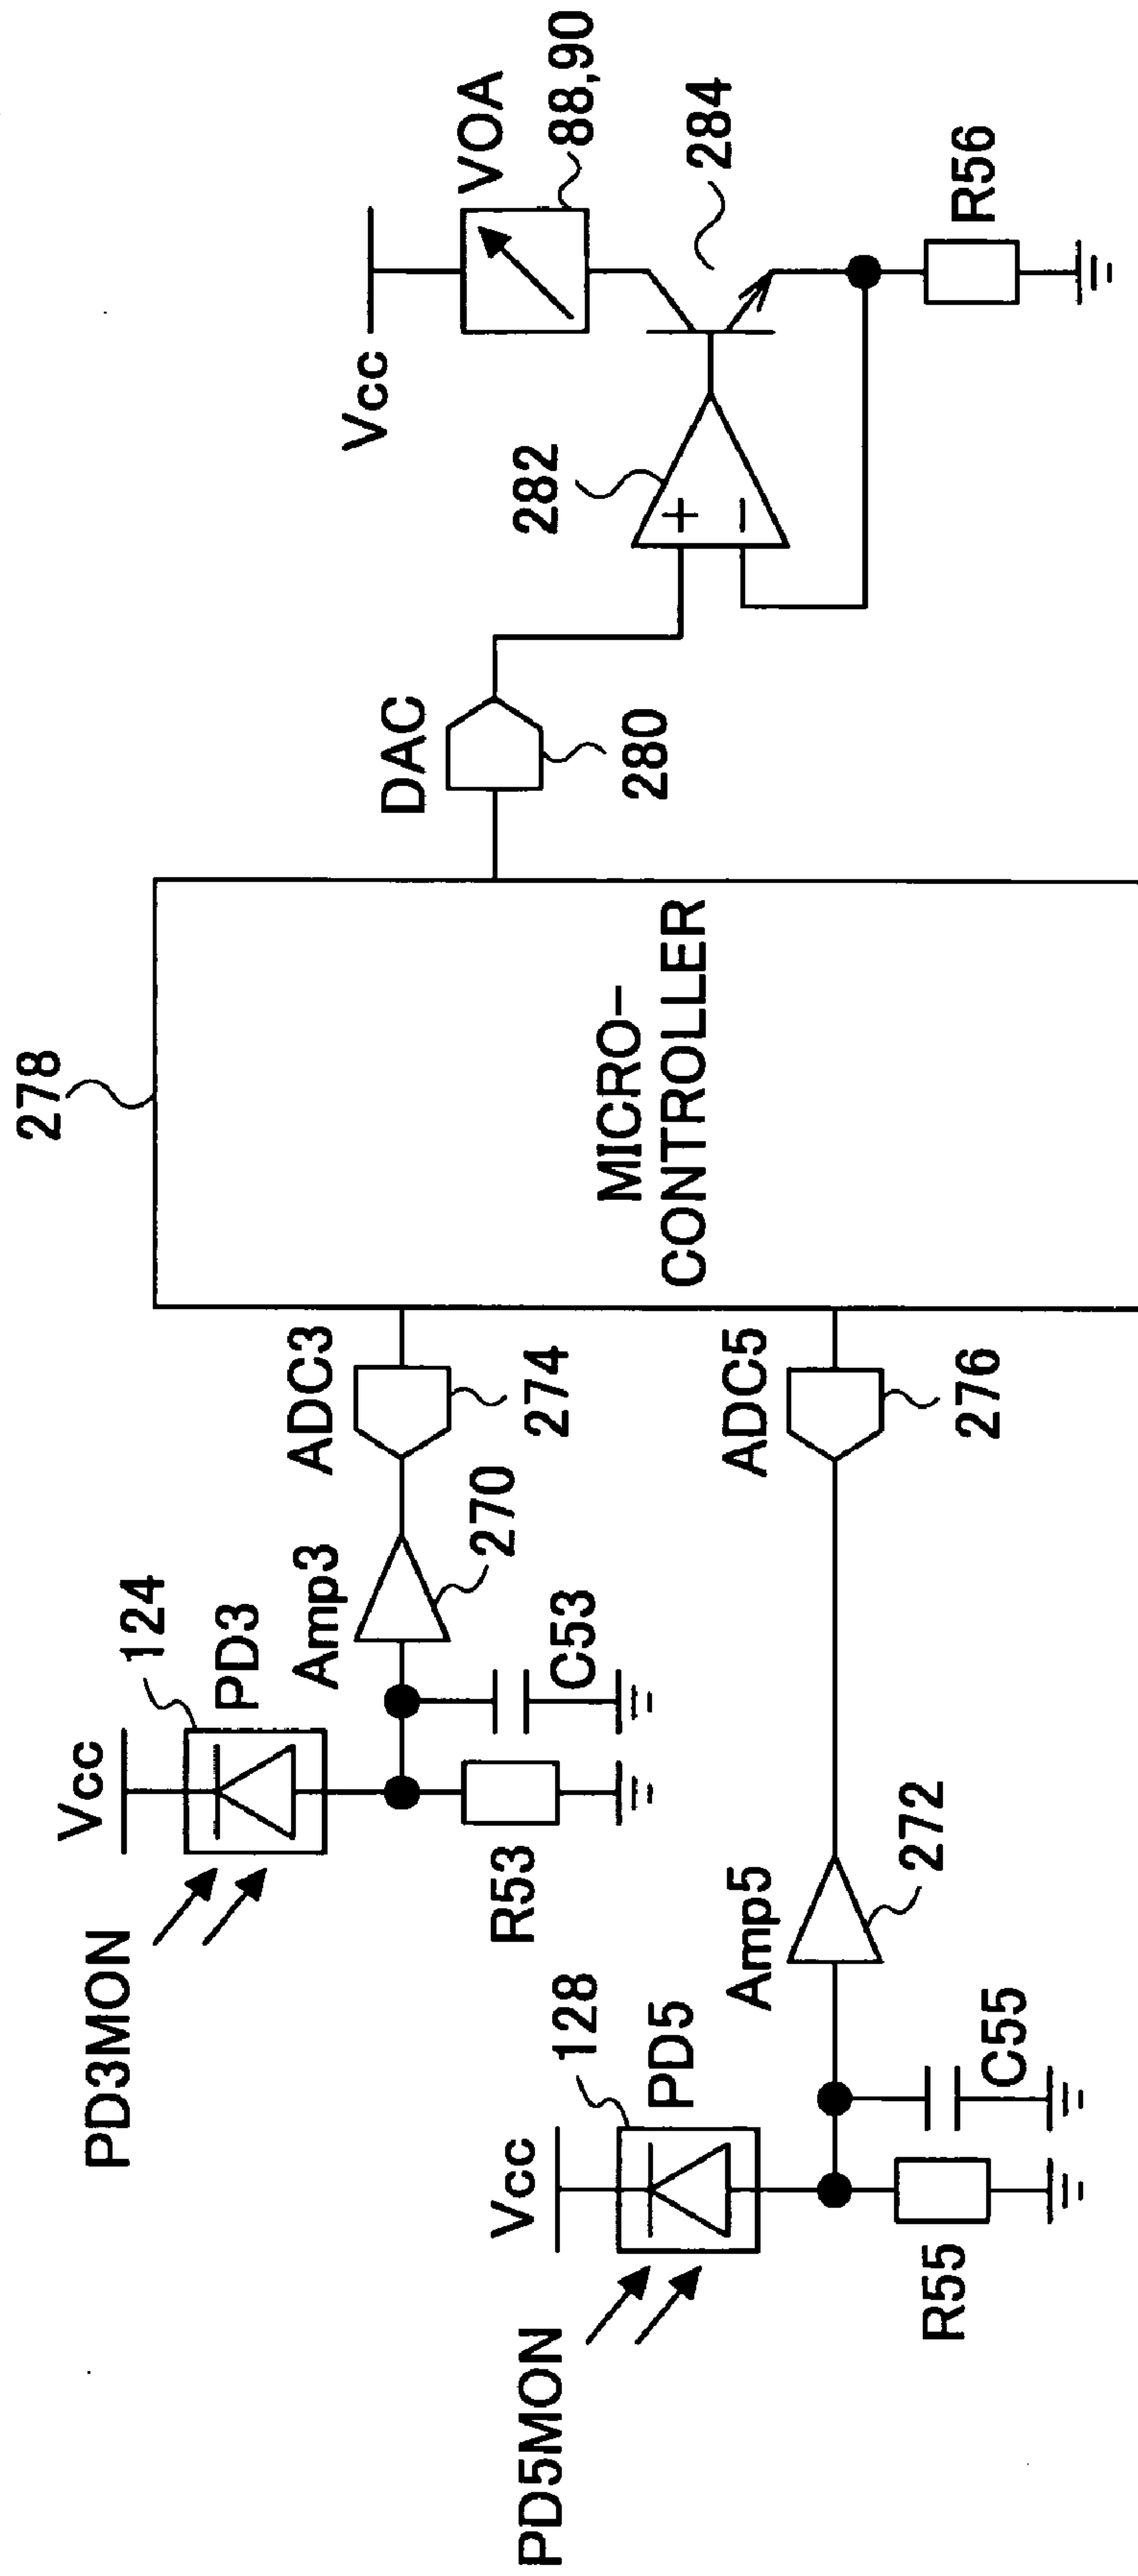 278
PD3MON
Vcc
124
PD3
R53
C53
Amp3
270
ADC3
274
PD5MON
Vcc
128
PD5
R55
C55
Amp5
272
ADC5
276
MICRO-
CONTROLLER
DAC
280
282
+
-
Vcc
VOA
88,90
284
R56